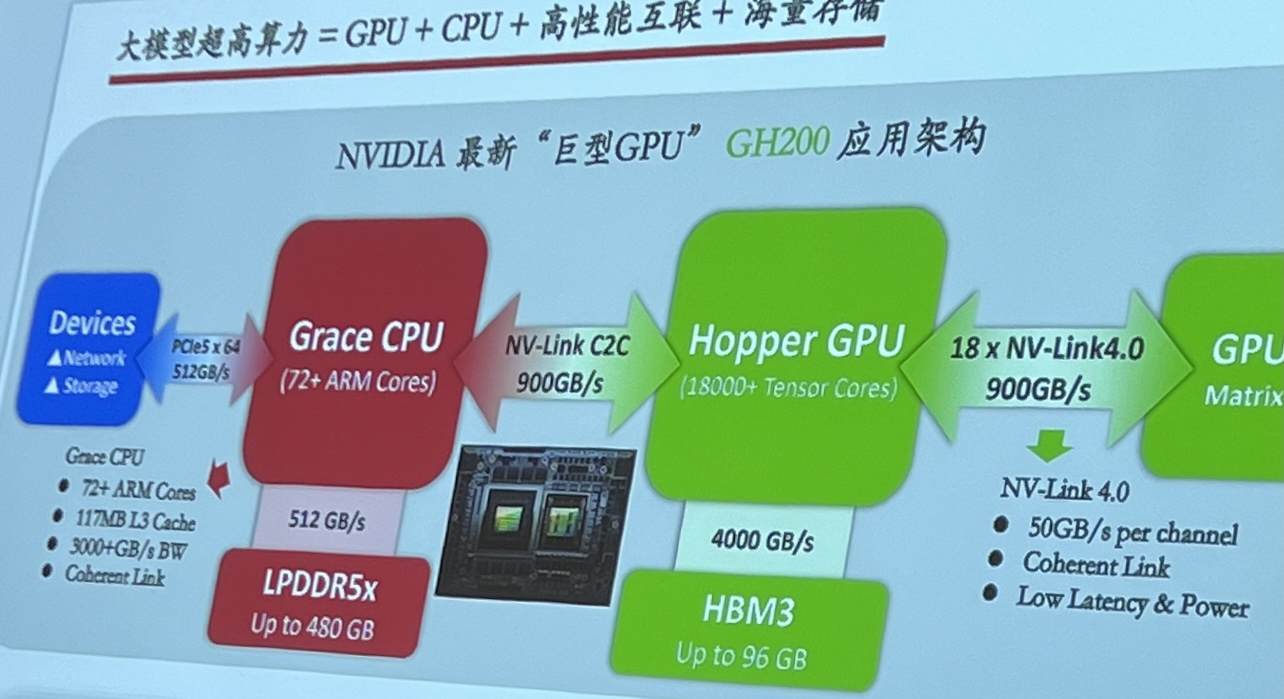 大模型超高算力 = GPU + CPU + 高性能互联 + 海量存储
NVIDIA 最新 “巨型GPU” GH200 应用架构
Devices
▲Network
▲Storage
PCIe5 x 64
512GB/s
Grace CPU
(72+ ARM Cores)
NV-Link C2C
900GB/s
Hopper GPU
(18000+ Tensor Cores)
18 x NV-Link4.0
900GB/s
GPU
Matrix
Grace CPU
● 72+ ARM Cores
● 117MB L3 Cache
● 3000+GB/s BW
● Coherent Link
512 GB/s
LPDDR5x
Up to 480 GB
4000 GB/s
HBM3
Up to 96 GB
NV-Link 4.0
● 50GB/s per channel
● Coherent Link
● Low Latency & Power